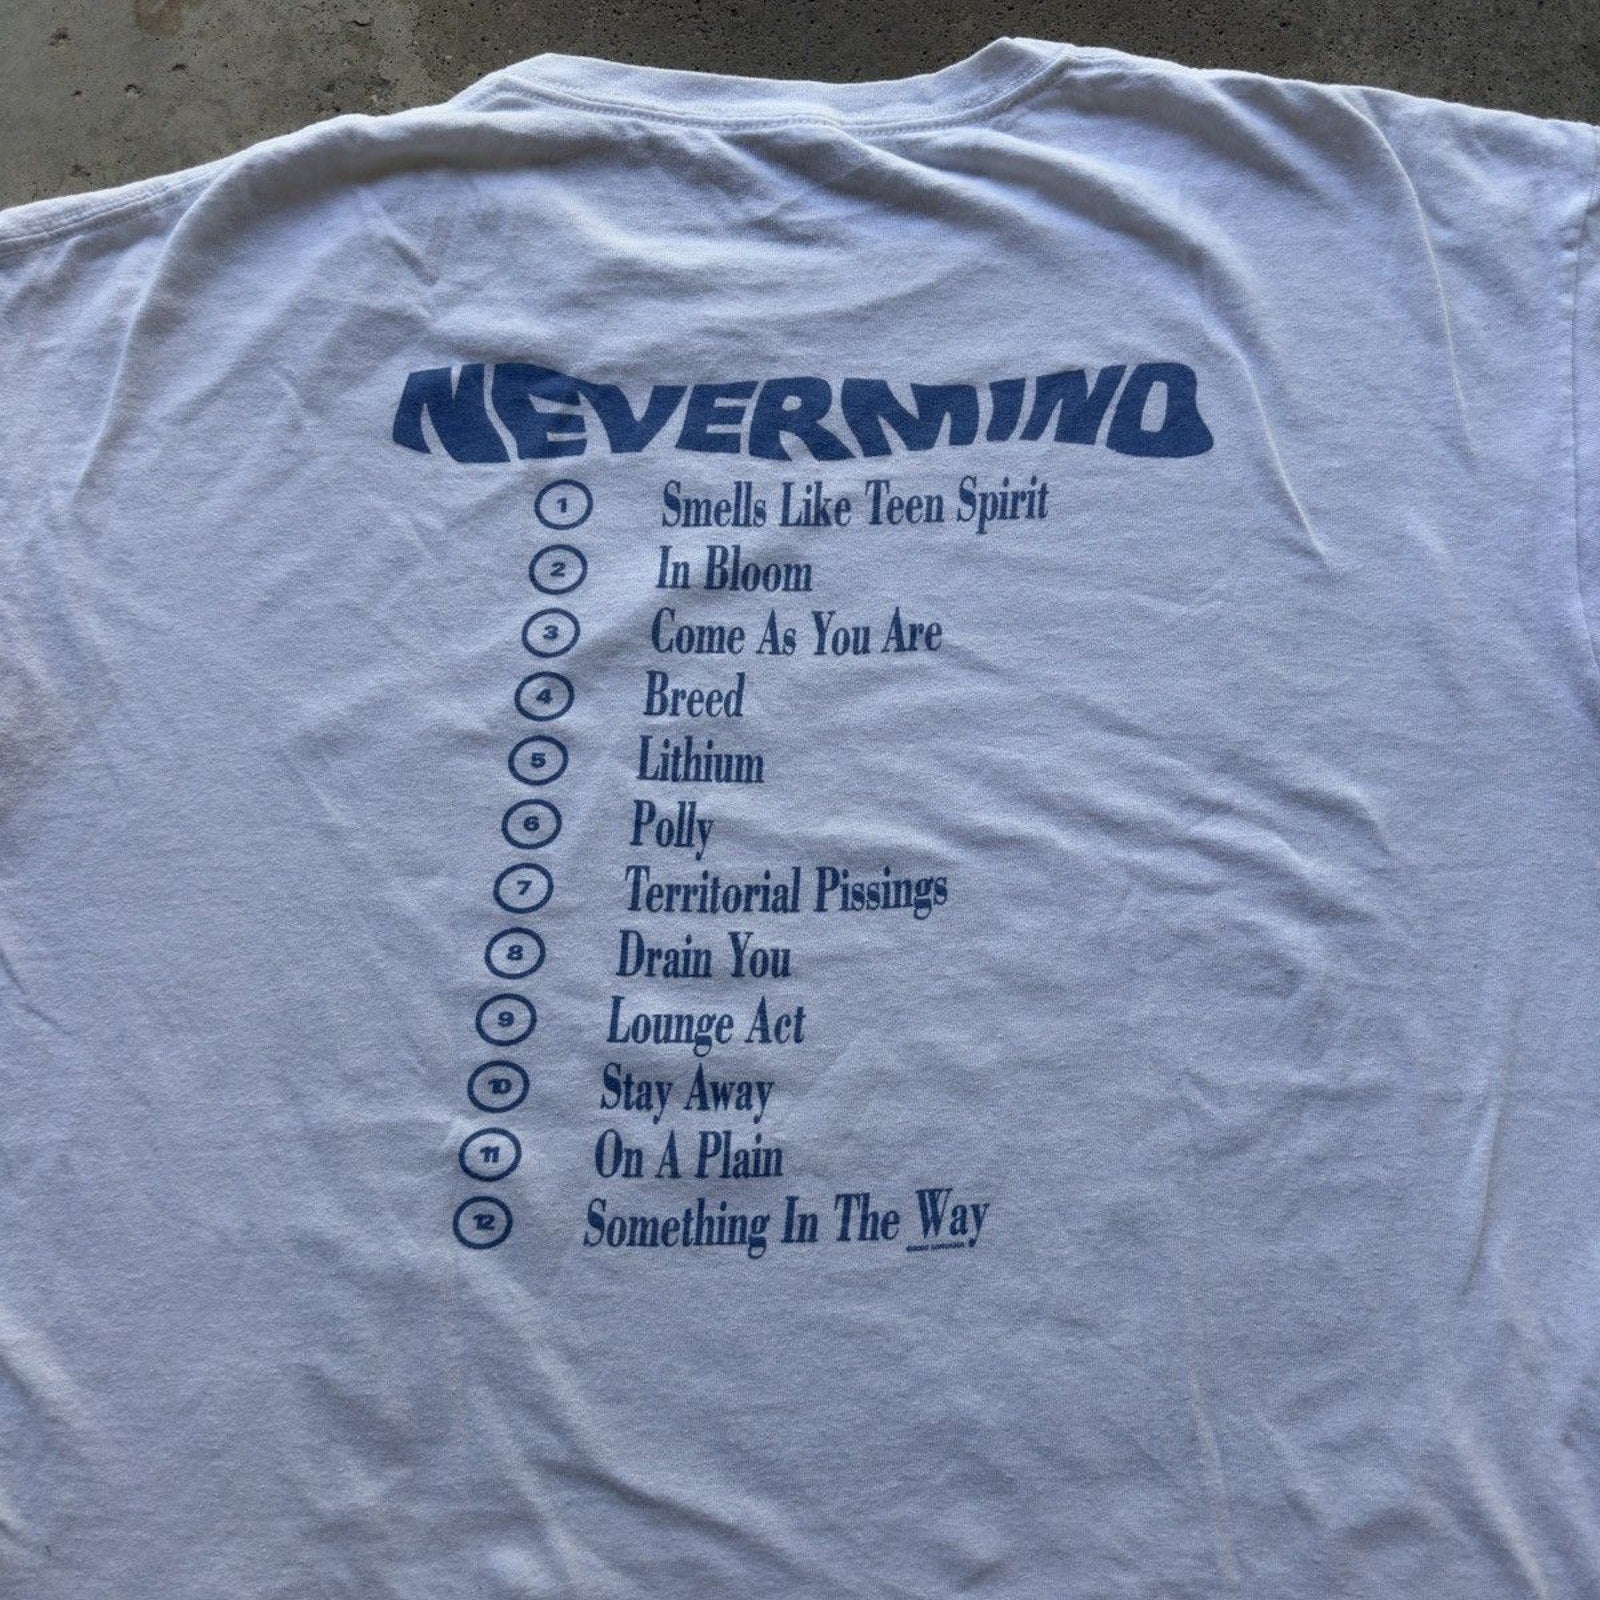 NEVERMIND
1 Smells Like Teen Spirit
2 In Bloom
3 Come As You Are
4 Breed
5 Lithium
6 Polly
7 Territorial Pissings
8 Drain You
9 Lounge Act
10 Stay Away
11 On A Plain
12 Something In The Way